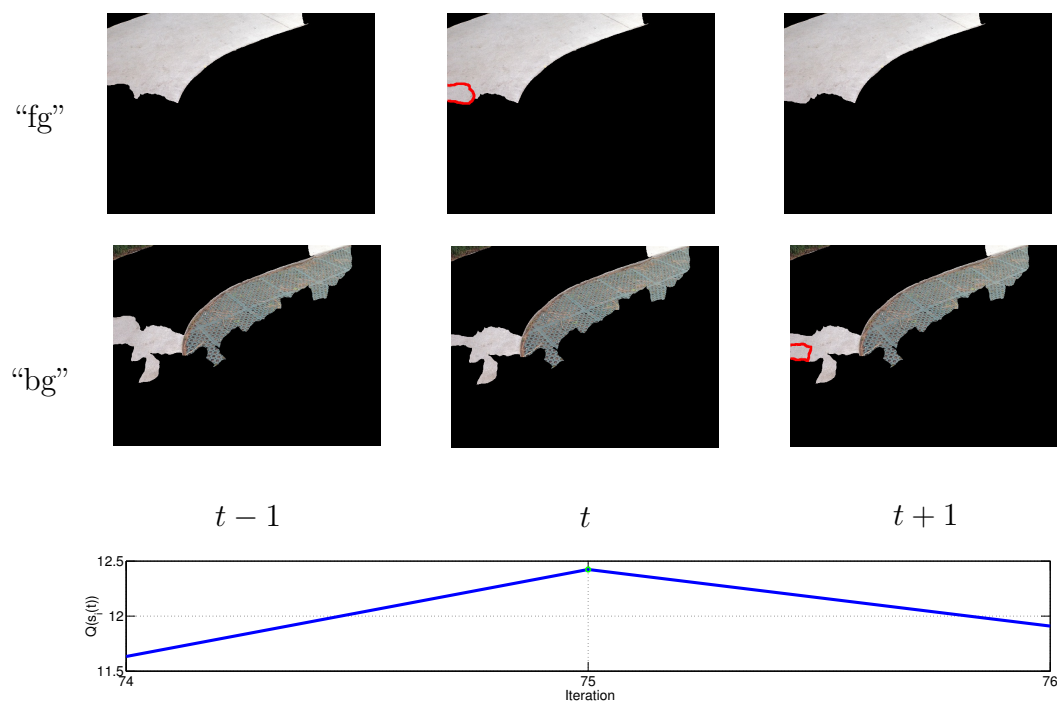 “fg”
“bg”
t − 1
t
t + 1
Q(s_i(t))
12.5
12
11.5
74
75
76
Iteration